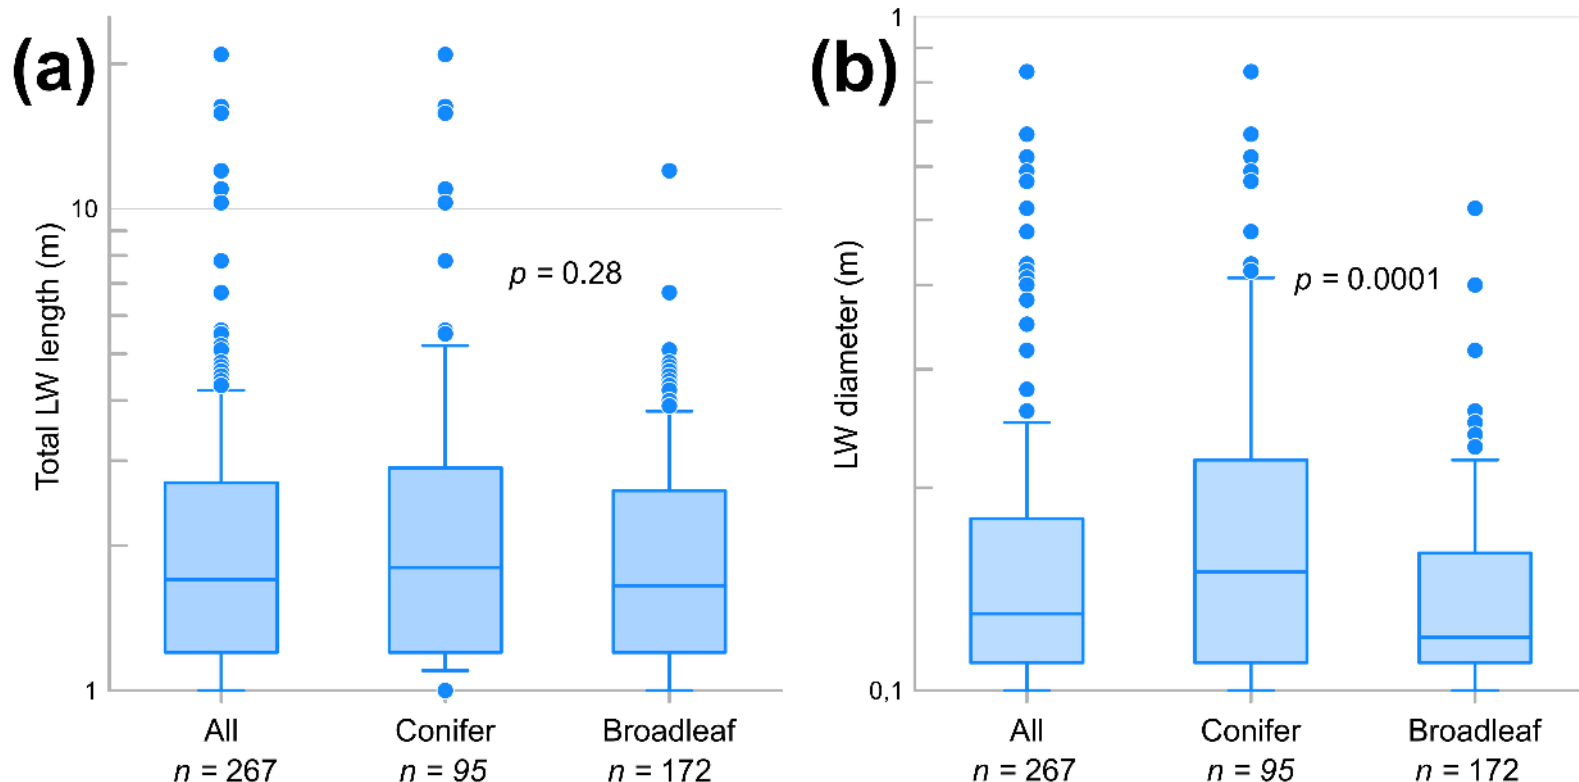 (a)
Total LW length (m)
10
1
p = 0.28
All
Conifer
Broadleaf
n = 267
n = 95
n = 172
(b)
LW diameter (m)
1
0,1
p = 0.0001
All
Conifer
Broadleaf
n = 267
n = 95
n = 172